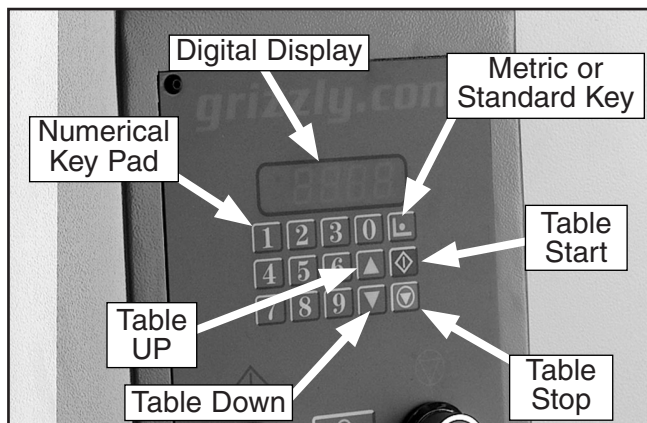 Digital Display
Metric or
Standard Key
grizzly.com
Numerical
Key Pad
1 2 3 0
Table
Start
4 5 6
7 8 9
Table
UP
Table Down
Table
Stop